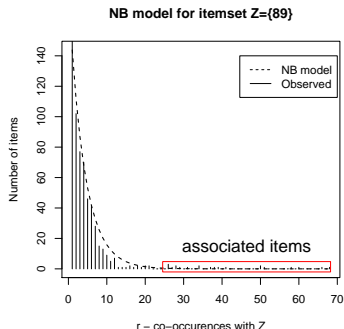 NB model for itemset Z={89}
NB model
Observed
Number of items
140
120
100
80
60
40
20
0
associated items
0 10 20 30 40 50 60 70
r − co−occurences with Z